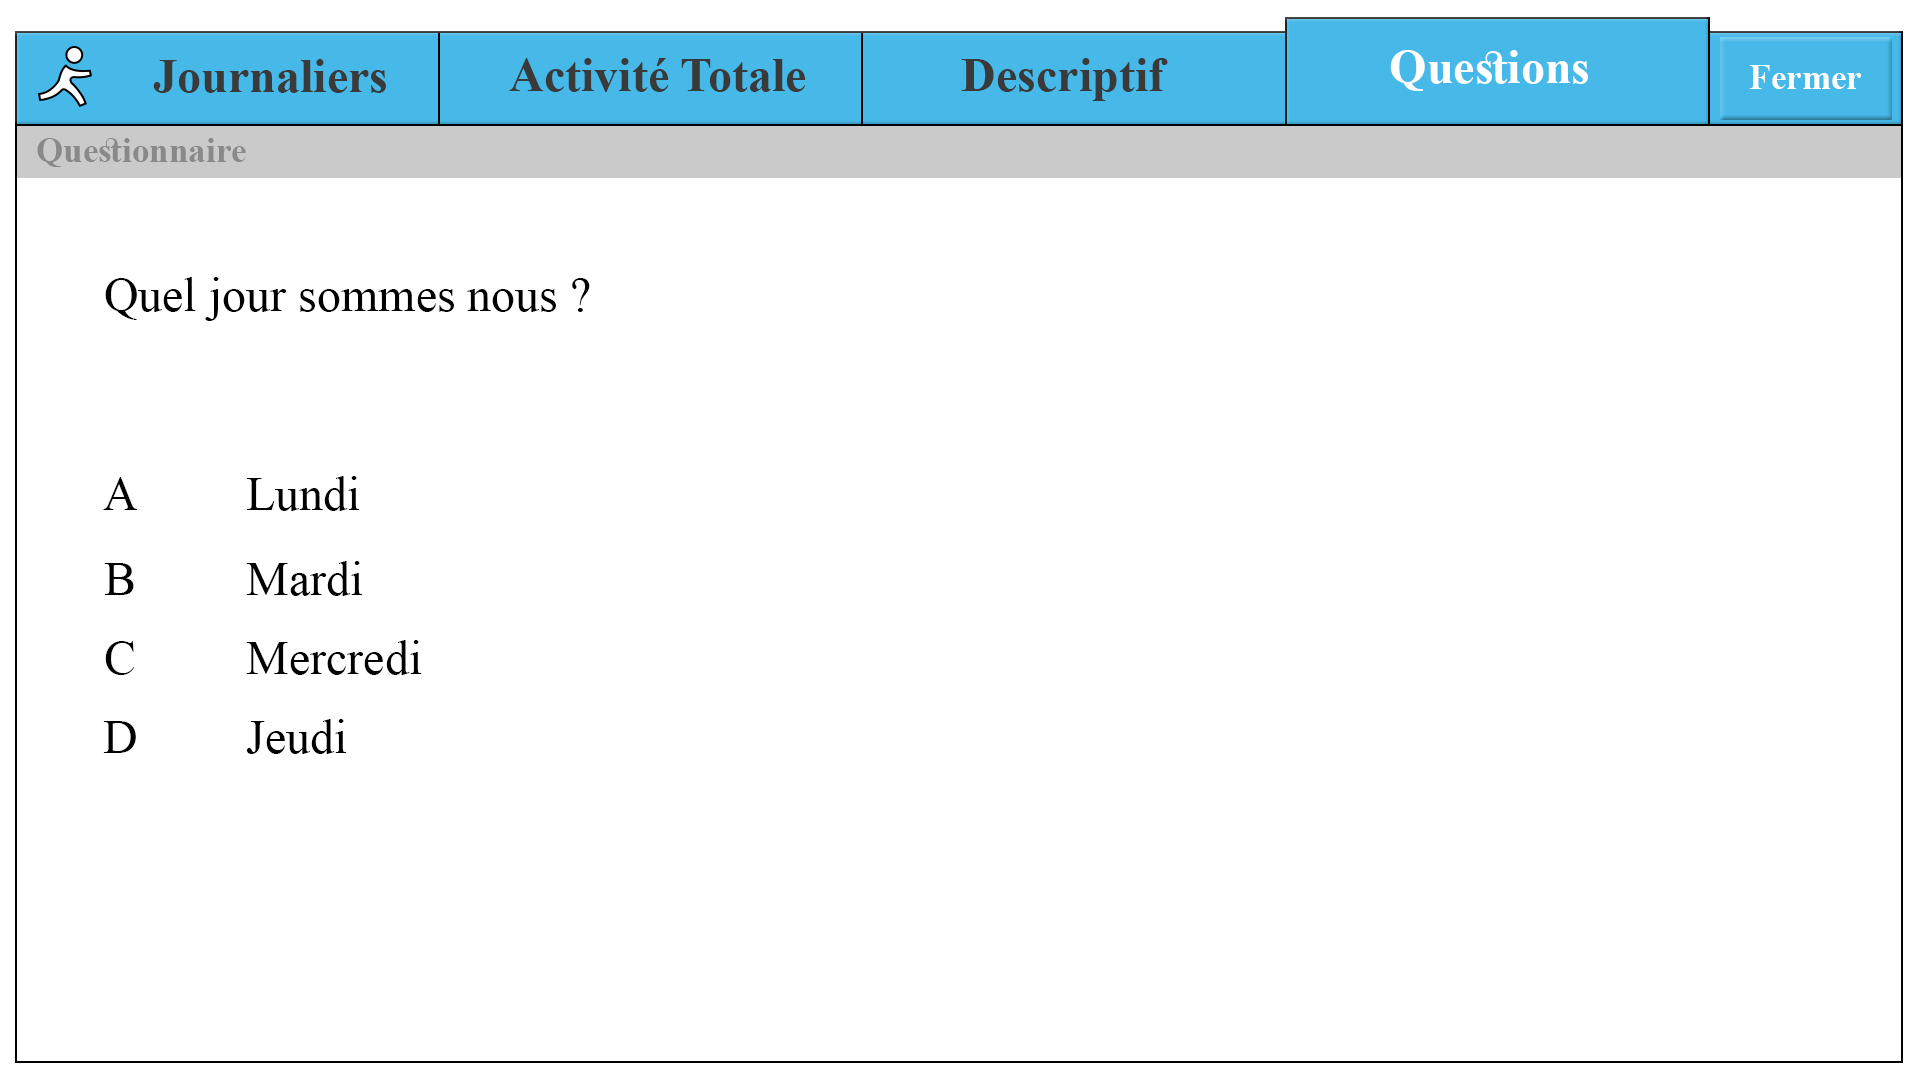 Journaliers Activité Totale Descriptif Questions Fermer
Questionnaire
Quel jour sommes nous ?
A Lundi
B Mardi
C Mercredi
D Jeudi